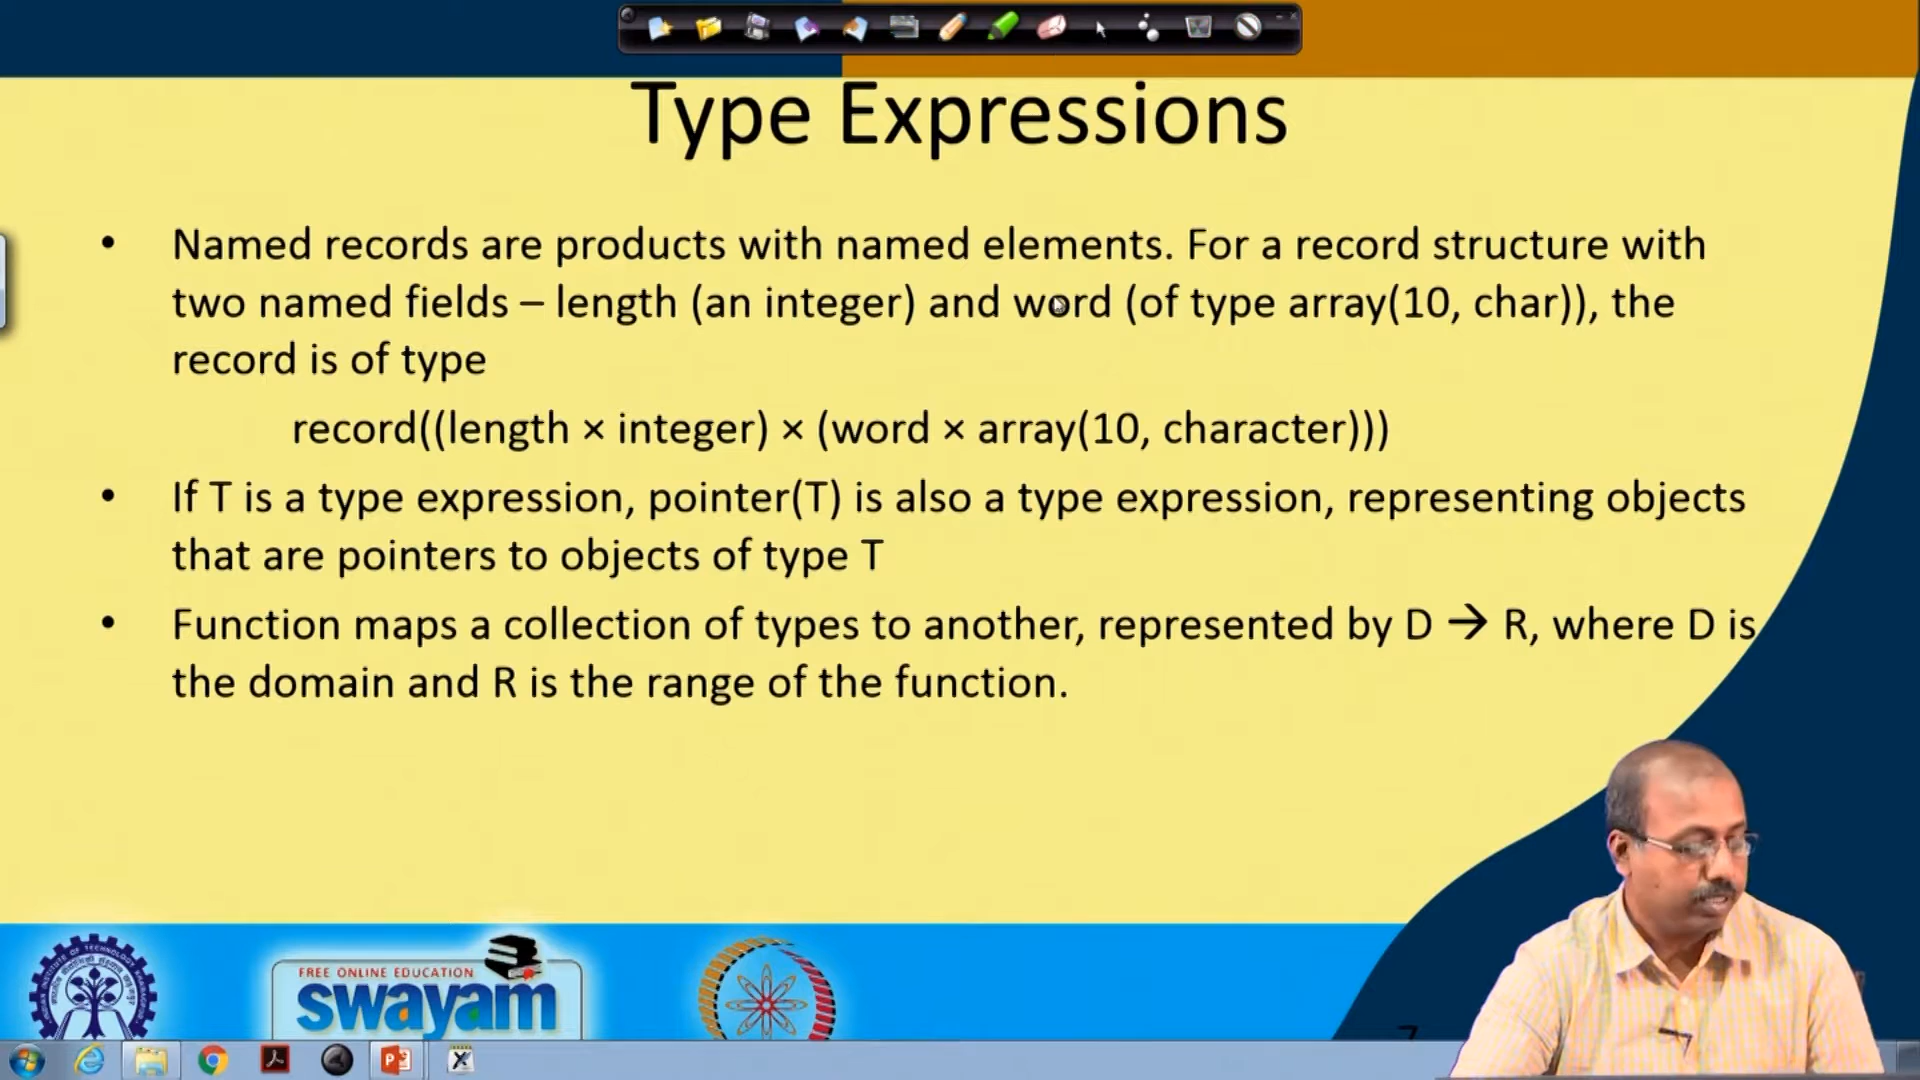 Type Expressions
• Named records are products with named elements. For a record structure with
two named fields – length (an integer) and word (of type array(10, char)), the
record is of type
record((length × integer) × (word × array(10, character)))
• If T is a type expression, pointer(T) is also a type expression, representing objects
that are pointers to objects of type T
• Function maps a collection of types to another, represented by D → R, where D is
the domain and R is the range of the function.
FREE ONLINE EDUCATION
swayam
7